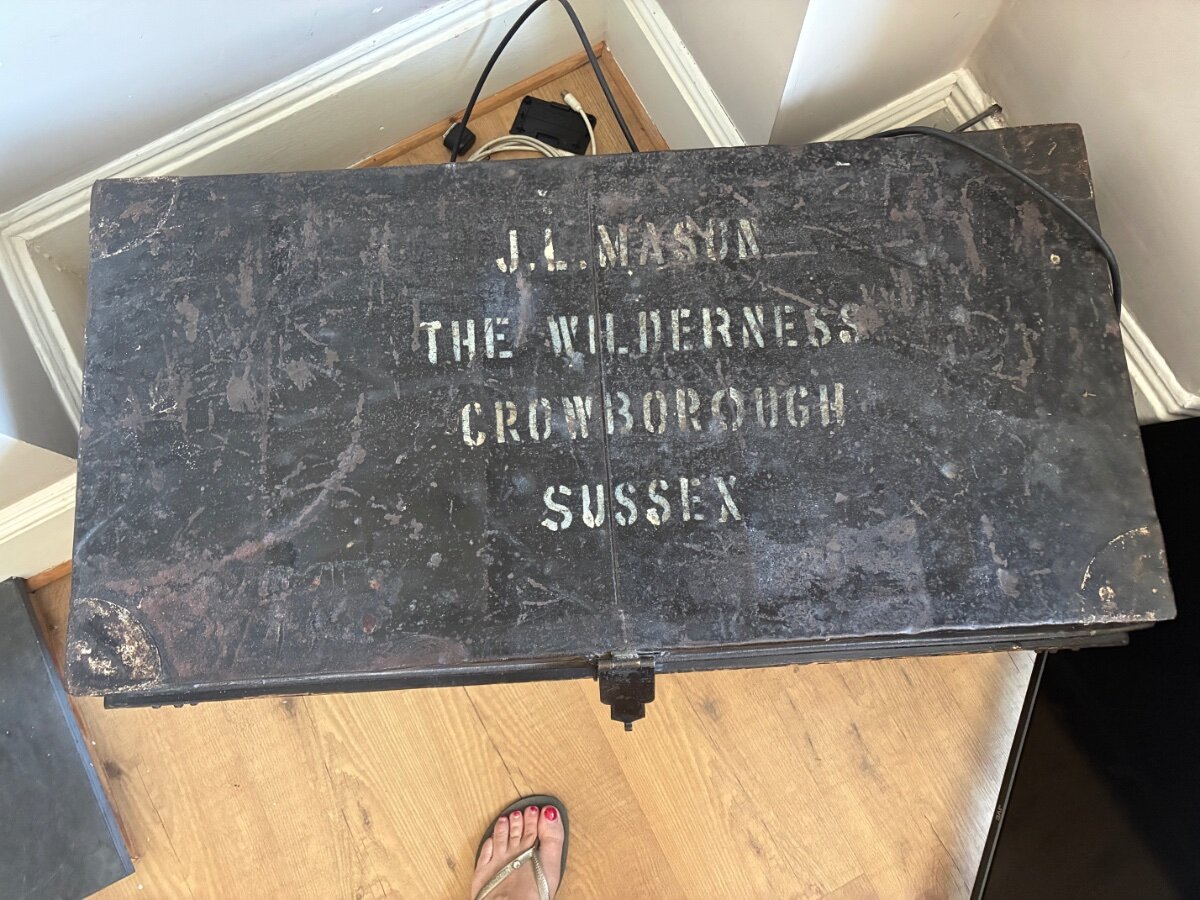 J.L.MASON
THE WILDERNESS
CROWBOROUGH
SUSSEX